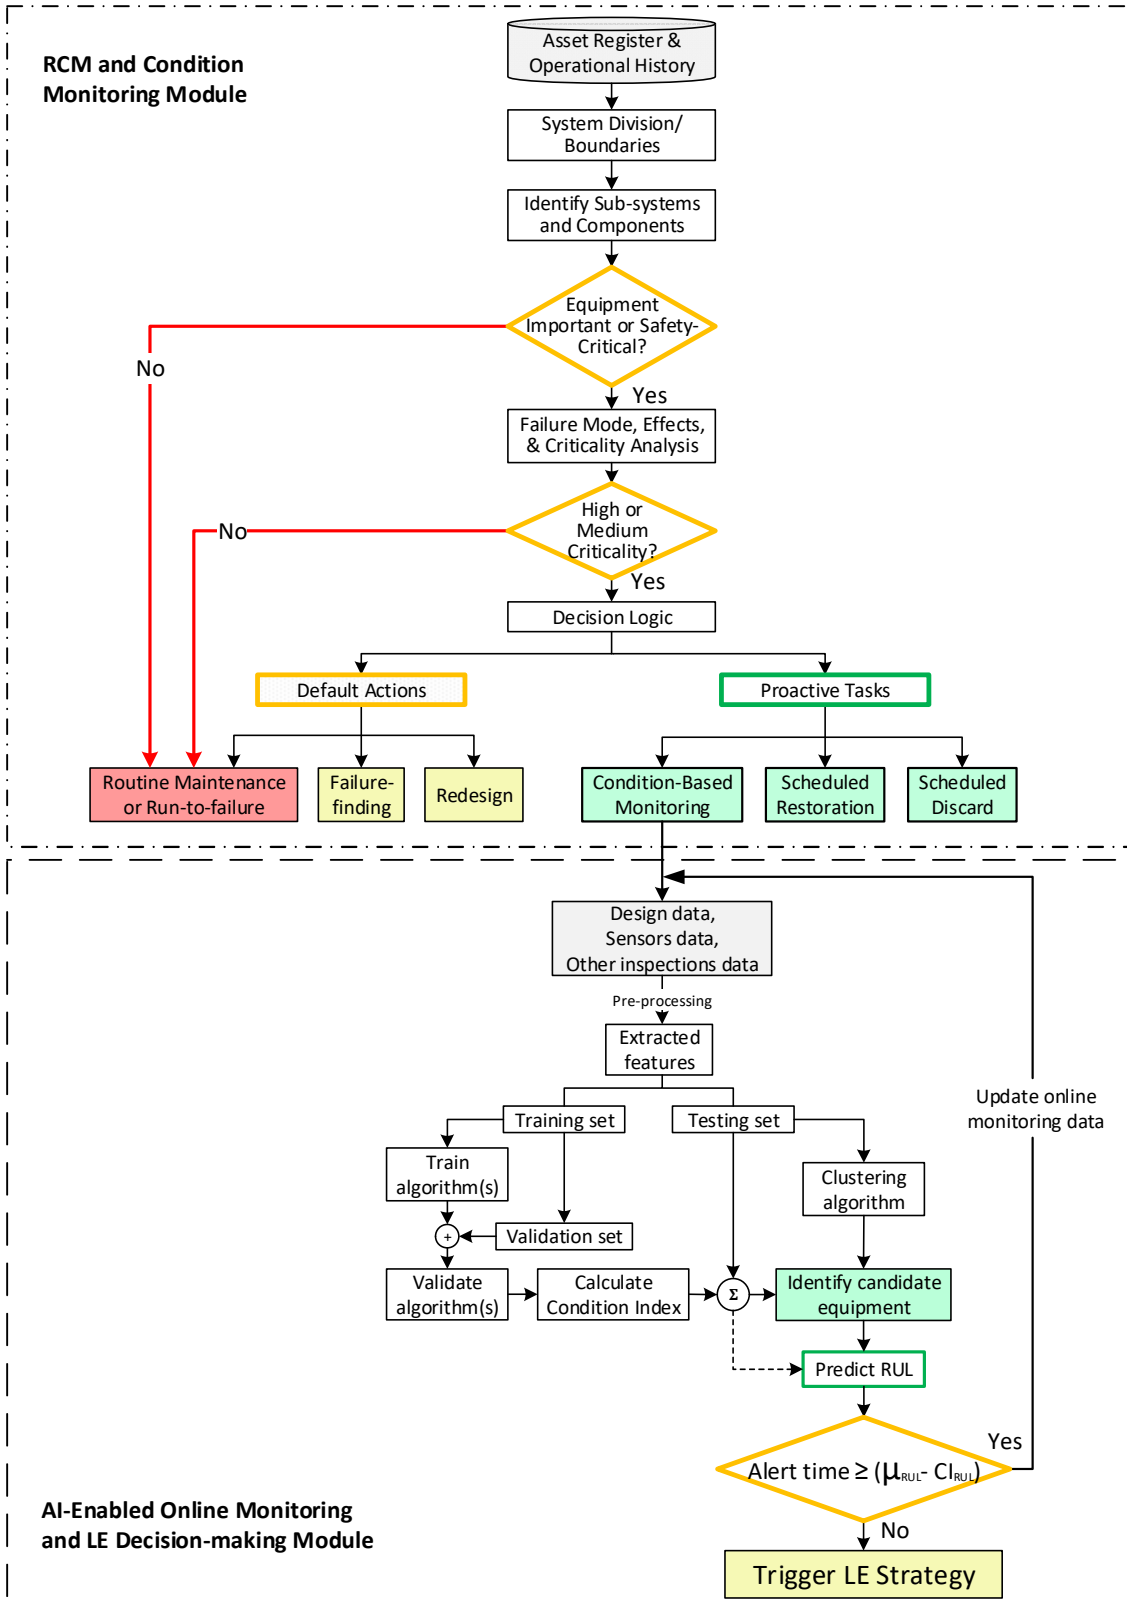 RCM and Condition
Monitoring Module
Asset Register &
Operational History
System Division/
Boundaries
Identify Sub-systems
and Components
Equipment
Important or Safety-
Critical?
No
Yes
Failure Mode, Effects,
& Criticality Analysis
High or
Medium
Criticality?
No
Yes
Decision Logic
Default Actions
Proactive Tasks
Routine Maintenance
or Run-to-failure
Failure-
finding
Redesign
Condition-Based
Monitoring
Scheduled
Restoration
Scheduled
Discard
Design data,
Sensors data,
Other inspections data
Pre-processing
Extracted
features
Training set
Testing set
Update online
monitoring data
Train
algorithm(s)
Clustering
algorithm
+
Validation set
Validate
algorithm(s)
Calculate
Condition Index
Σ
Identify candidate
equipment
Predict RUL
Alert time ≥ (μRUL- CIRUL)
Yes
No
Trigger LE Strategy
AI-Enabled Online Monitoring
and LE Decision-making Module